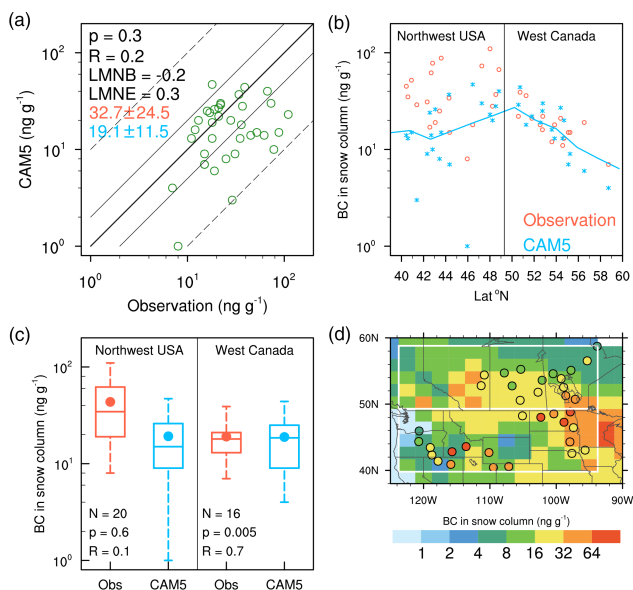 (a)
p = 0.3
R = 0.2
LMNB = -0.2
LMNE = 0.3
32.7±24.5
19.1±11.5
10²
10¹
10⁰
CAM5 (ng g⁻¹)
10⁰ 10¹ 10²
Observation (ng g⁻¹)
(b)
Northwest USA West Canada
10²
10¹
10⁰
BC in snow column (ng g⁻¹)
Observation
CAM5
40 42 44 46 48 50 52 54 56 58 60
Lat °N
(c)
Northwest USA West Canada
10²
10¹
10⁰
BC in snow column (ng g⁻¹)
N = 20 N = 16
p = 0.6 p = 0.005
R = 0.1 R = 0.7
Obs CAM5 Obs CAM5
(d)
60N
50N
40N
120W 110W 100W 90W
BC in snow column (ng g⁻¹)
1 2 4 8 16 32 64